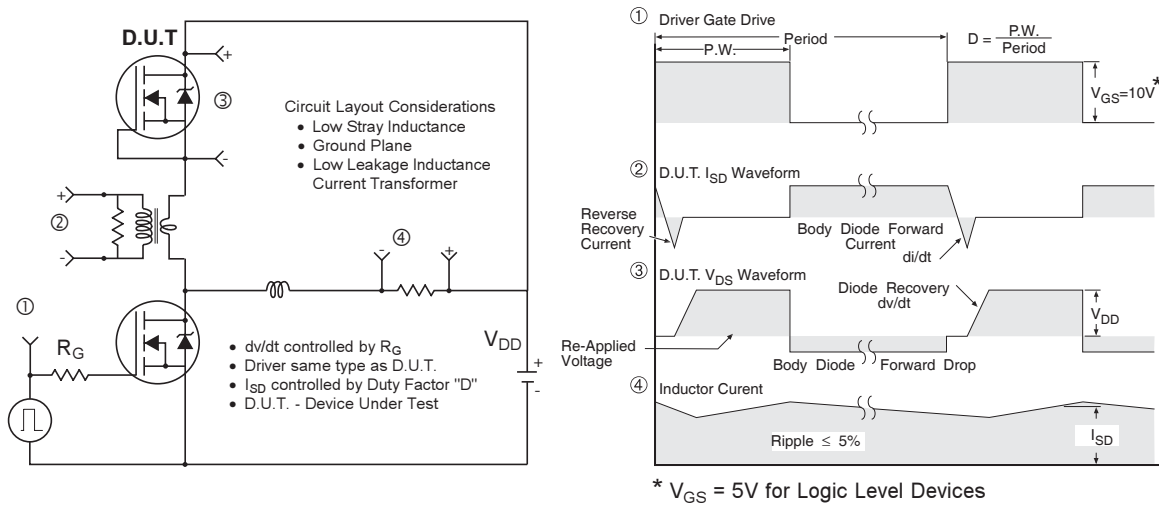 D.U.T
+
③
-
Circuit Layout Considerations
• Low Stray Inductance
• Ground Plane
• Low Leakage Inductance
Current Transformer
+
②
-
④
-
+
①
R_G
• dv/dt controlled by R_G
• Driver same type as D.U.T.
• I_SD controlled by Duty Factor "D"
• D.U.T. - Device Under Test
V_DD
+
-
① Driver Gate Drive
P.W.
Period
D = P.W. / Period
V_GS=10V *
② D.U.T. I_SD Waveform
Reverse
Recovery
Current
Body Diode Forward
Current
di/dt
③ D.U.T. V_DS Waveform
Diode Recovery
dv/dt
V_DD
Re-Applied
Voltage
Body Diode Forward Drop
④ Inductor Curent
Ripple ≤ 5%
I_SD
* V_GS = 5V for Logic Level Devices